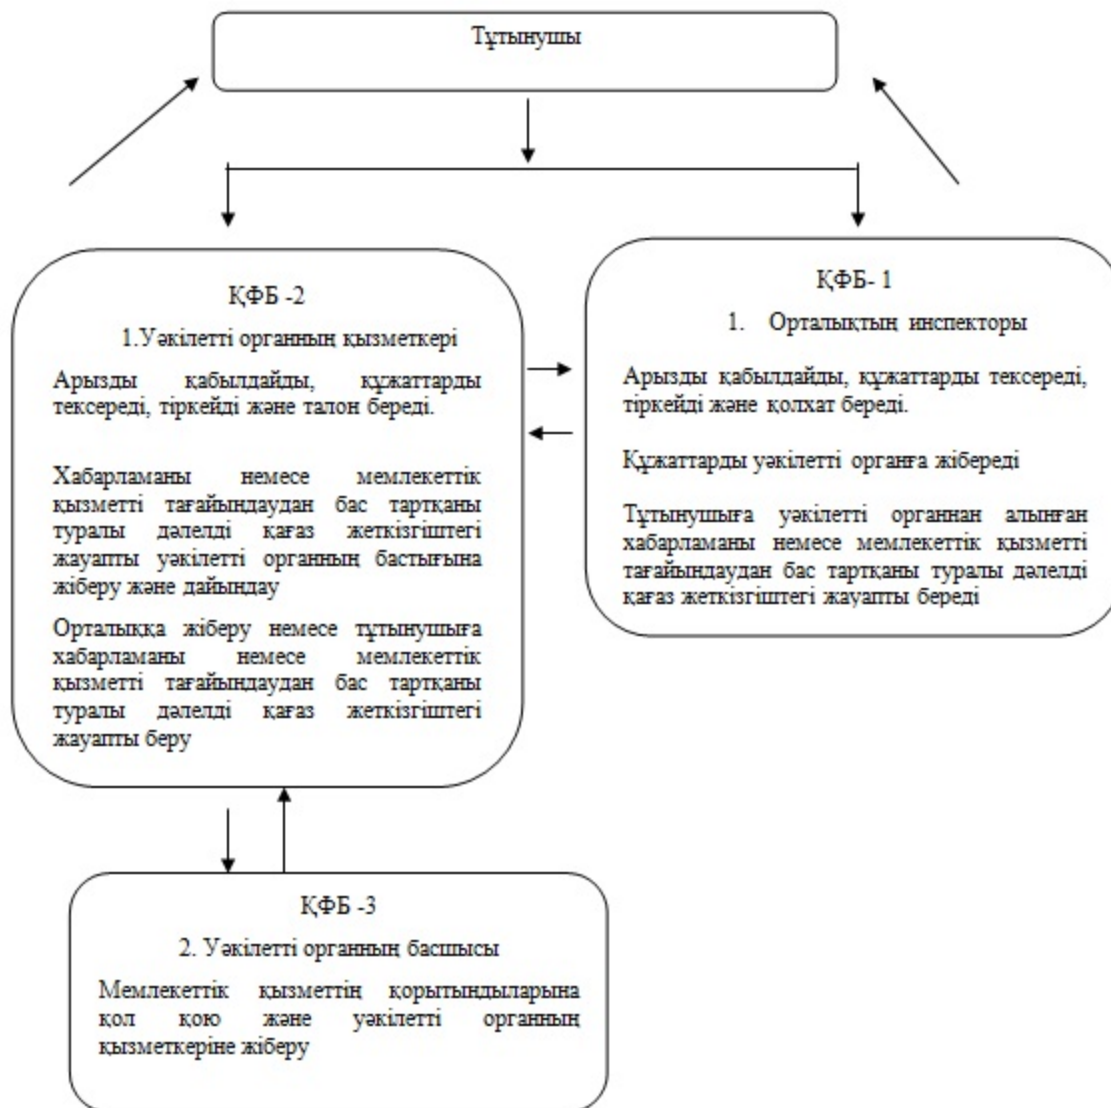 Тұтынушы
ҚФБ -2
1.Уәкілетті органның қызметкері
Арызды қабылдайды, құжаттарды
тексереді, тіркейді және талон береді.
Хабарламаны немесе мемлекеттік
қызметті тағайындаудан бас тартқаны
туралы дәлелді қағаз жеткізгіштегі
жауапты уәкілетті органның бастығына
жіберу және дайындау
Орталыққа жіберу немесе тұтынушыға
хабарламаны немесе мемлекеттік
қызметті тағайындаудан бас тартқаны
туралы дәлелді қағаз жеткізгіштегі
жауапты беру
ҚФБ- 1
1. Орталықтың инспекторы
Арызды қабылдайды, құжаттарды тексереді,
тіркейді және қолхат береді.
Құжаттарды уәкілетті органға жібереді
Тұтынушыға уәкілетті органнан алынған
хабарламаны немесе мемлекеттік қызметті
тағайындаудан бас тартқаны туралы дәлелді
қағаз жеткізгіштегі жауапты береді
ҚФБ -3
2. Уәкілетті органның басшысы
Мемлекеттік қызметтің қорытындыларына
қол қою және уәкілетті органның
қызметкеріне жіберу